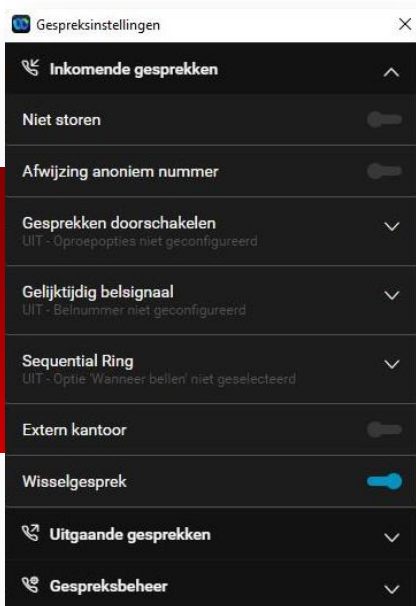 Gespreksinstellingen
Inkomende gesprekken
Niet storen
Afwijzing anoniem nummer
Gesprekken doorschakelen
UIT - Oproepopties niet geconfigureerd
Gelijktijdig belsignaal
UIT - Belnummer niet geconfigureerd
Sequential Ring
UIT - Optie 'Wanneer bellen' niet geselecteerd
Extern kantoor
Wisselgesprek
Uitgaande gesprekken
Gespreksbeheer